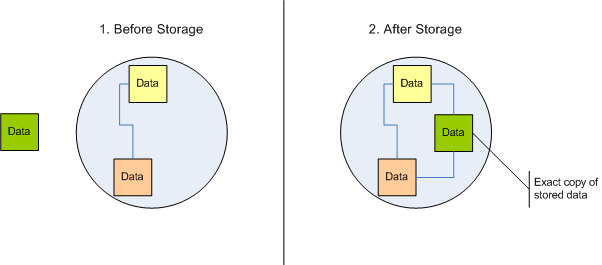 1. Before Storage
Data
Data
Data
2. After Storage
Data
Data
Data
Exact copy of
stored data